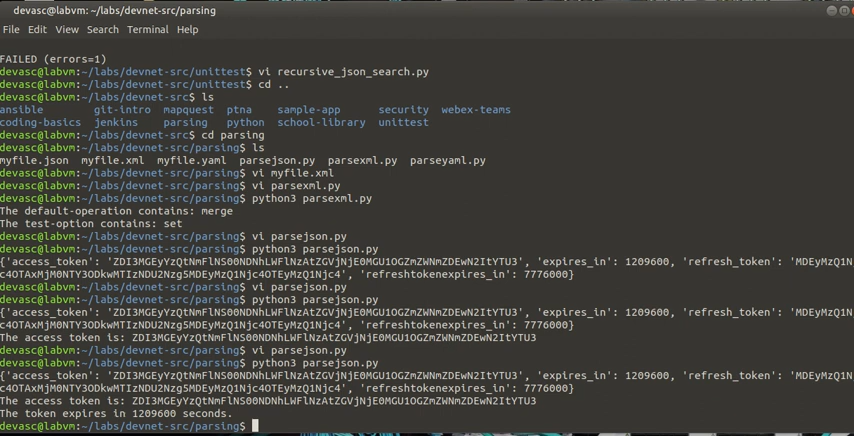 devasc@labvm: ~/labs/devnet-src/parsing
File Edit View Search Terminal Help
FAILED (errors=1)
devasc@labvm:~/labs/devnet-src/unittest$ vi recursive_json_search.py
devasc@labvm:~/labs/devnet-src/unittest$ cd ..
devasc@labvm:~/labs/devnet-src$ ls
ansible git-intro mapquest ptna sample-app security webex-teams
coding-basics jenkins parsing python school-library unittest
devasc@labvm:~/labs/devnet-src$ cd parsing
devasc@labvm:~/labs/devnet-src/parsing$ ls
myfile.json myfile.xml myfile.yaml parsejson.py parsexml.py parseyaml.py
devasc@labvm:~/labs/devnet-src/parsing$ vi myfile.xml
devasc@labvm:~/labs/devnet-src/parsing$ vi parsexml.py
devasc@labvm:~/labs/devnet-src/parsing$ python3 parsexml.py
The default-operation contains: merge
The test-option contains: set
devasc@labvm:~/labs/devnet-src/parsing$ vi parsejson.py
devasc@labvm:~/labs/devnet-src/parsing$ python3 parsejson.py
{'access_token': 'ZDI3MGEyYzQtNmFlNS00NDNhLWFlNzAtZGVjNjE0MGU1OGZmZWNmZDEwN2ItYTU3', 'expires_in': 1209600, 'refresh_token': 'MDEyMzQ1N
jc4OTAxMjM0NTY3ODkwMTIzNDU2Nzg5MDEyMzQ1Njc4', 'refreshtokenexpires_in': 7776000}
devasc@labvm:~/labs/devnet-src/parsing$ vi parsejson.py
devasc@labvm:~/labs/devnet-src/parsing$ python3 parsejson.py
{'access_token': 'ZDI3MGEyYzQtNmFlNS00NDNhLWFlNzAtZGVjNjE0MGU1OGZmZWNmZDEwN2ItYTU3', 'expires_in': 1209600, 'refresh_token': 'MDEyMzQ1N
jc4OTAxMjM0NTY3ODkwMTIzNDU2Nzg5MDEyMzQ1Njc4', 'refreshtokenexpires_in': 7776000}
The access token is: ZDI3MGEyYzQtNmFlNS00NDNhLWFlNzAtZGVjNjE0MGU1OGZmZWNmZDEwN2ItYTU3
devasc@labvm:~/labs/devnet-src/parsing$ vi parsejson.py
devasc@labvm:~/labs/devnet-src/parsing$ python3 parsejson.py
{'access_token': 'ZDI3MGEyYzQtNmFlNS00NDNhLWFlNzAtZGVjNjE0MGU1OGZmZWNmZDEwN2ItYTU3', 'expires_in': 1209600, 'refresh_token': 'MDEyMzQ1N
jc4OTAxMjM0NTY3ODkwMTIzNDU2Nzg5MDEyMzQ1Njc4', 'refreshtokenexpires_in': 7776000}
The access token is: ZDI3MGEyYzQtNmFlNS00NDNhLWFlNzAtZGVjNjE0MGU1OGZmZWNmZDEwN2ItYTU3
The token expires in 1209600 seconds.
devasc@labvm:~/labs/devnet-src/parsing$